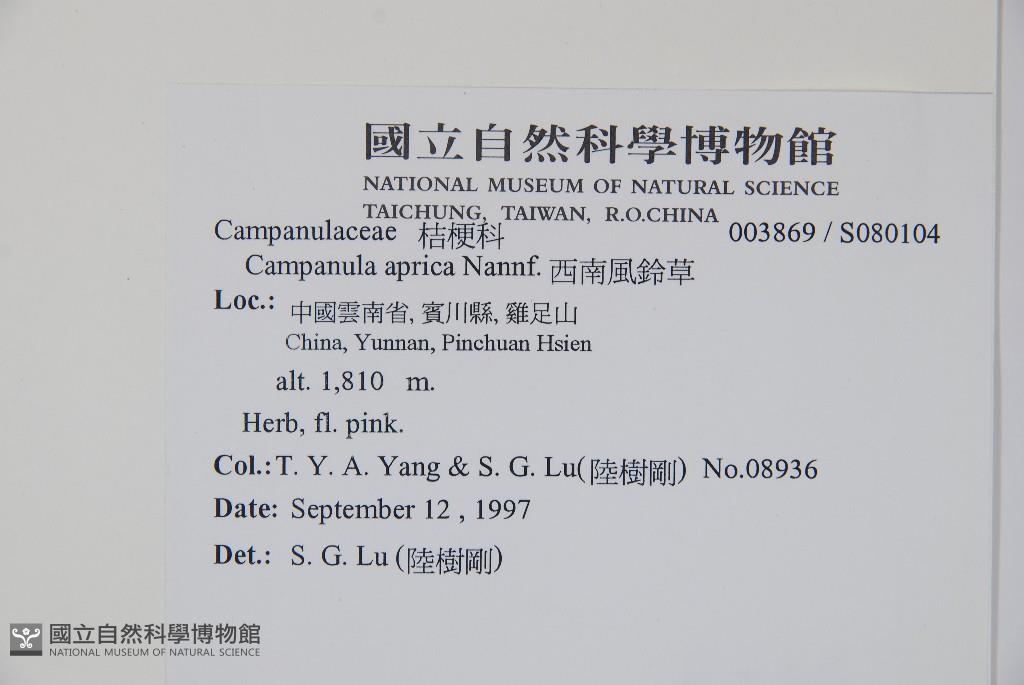 國立自然科學博物館
NATIONAL MUSEUM OF NATURAL SCIENCE
TAICHUNG, TAIWAN, R.O.CHINA
Campanulaceae 桔梗科 003869 / S080104
Campanula aprica Nannf. 西南風鈴草
Loc.: 中國雲南省, 賓川縣, 雞足山
China, Yunnan, Pinchuan Hsien
alt. 1,810 m.
Herb, fl. pink.
Col.: T. Y. A. Yang & S. G. Lu(陸樹剛) No.08936
Date: September 12 , 1997
Det.: S. G. Lu (陸樹剛)
國立自然科學博物館
NATIONAL MUSEUM OF NATURAL SCIENCE